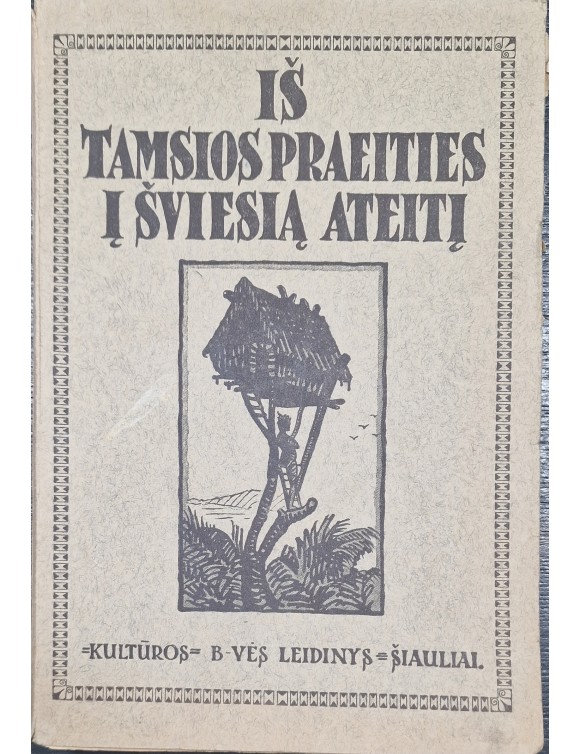 IŠ
TAMSIOS PRAEITIES
Į ŠVIESIĄ ATEITĮ
=KULTŪROS= B-VĖS LEIDINYS = ŠIAULIAI.